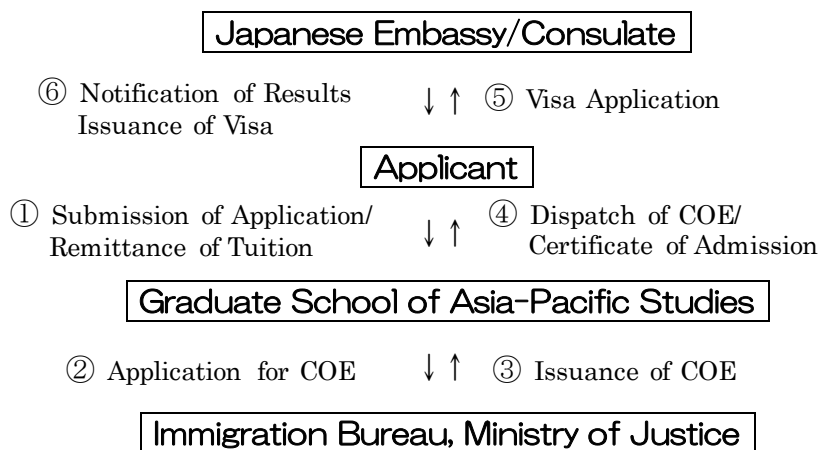 Japanese Embassy/Consulate
⑥ Notification of Results
Issuance of Visa
↓ ↑ ⑤ Visa Application
Applicant
① Submission of Application/
Remittance of Tuition
↓ ↑ ④ Dispatch of COE/
Certificate of Admission
Graduate School of Asia-Pacific Studies
② Application for COE ↓ ↑ ③ Issuance of COE
Immigration Bureau, Ministry of Justice